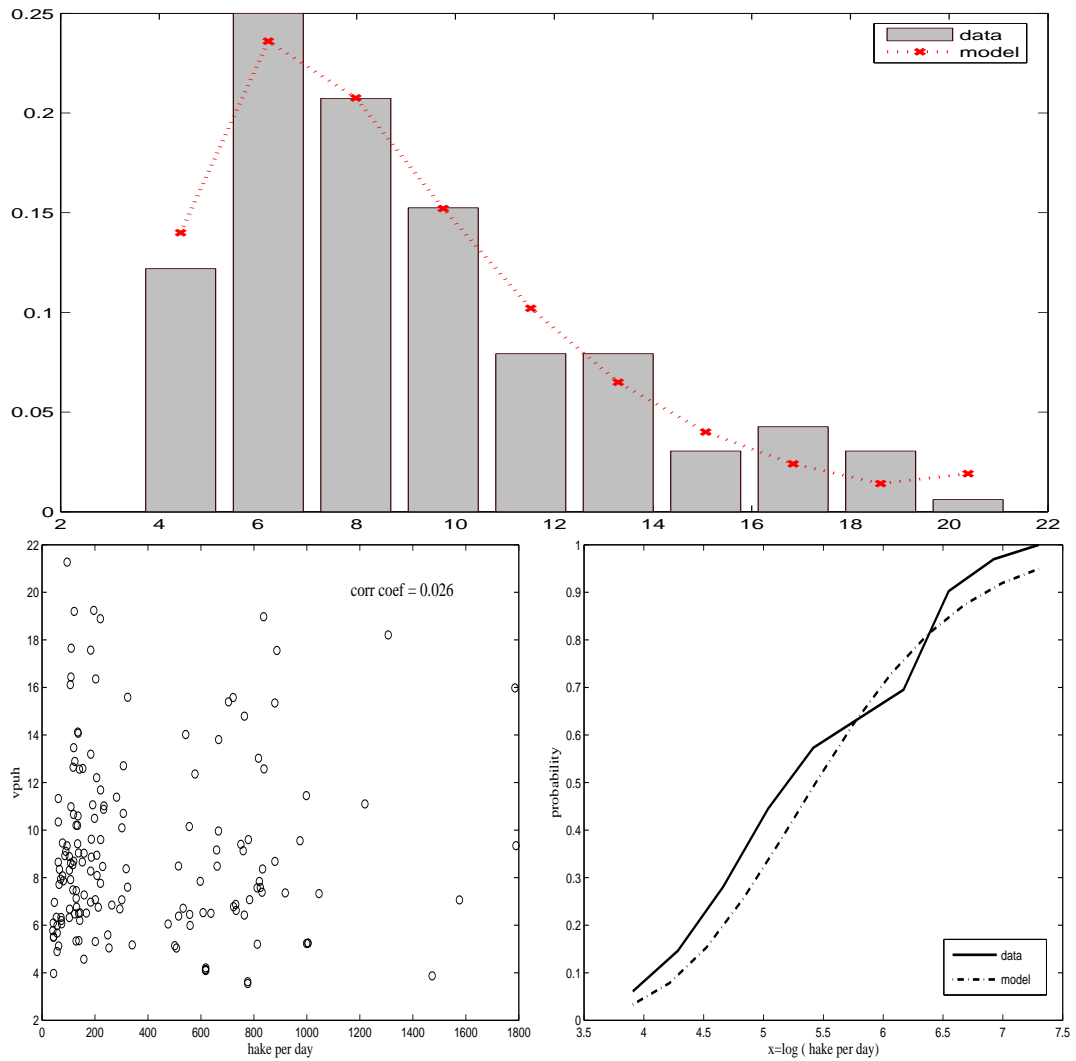 0.25
0.2
0.15
0.1
0.05
0
2 4 6 8 10 12 14 16 18 20 22
data
model
22
20
18
16
14
12
10
8
6
4
2
vpuh
corr coef = 0.026
0 200 400 600 800 1000 1200 1400 1600 1800
hake per day
1
0.9
0.8
0.7
0.6
0.5
0.4
0.3
0.2
0.1
0
probability
data
model
3.5 4 4.5 5 5.5 6 6.5 7 7.5
x=log ( hake per day)